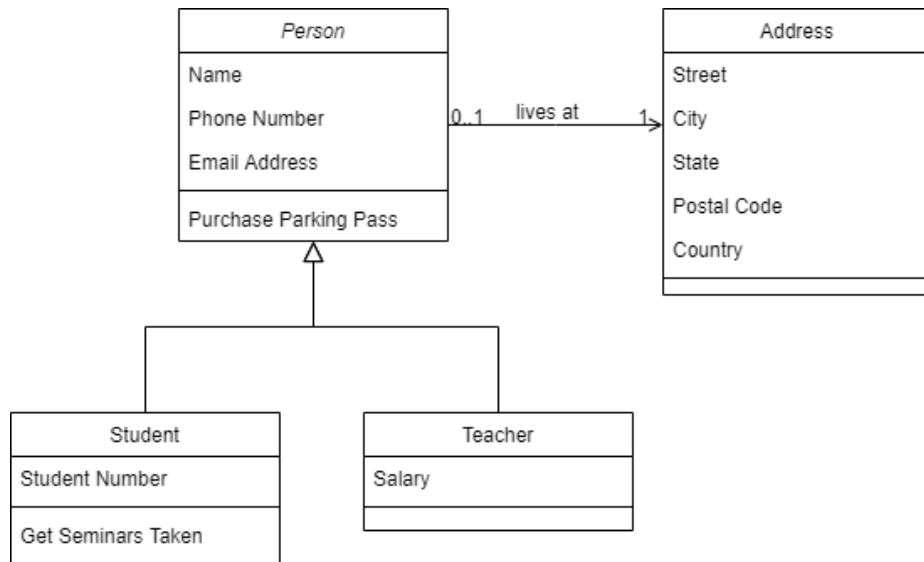 Person
Name
Phone Number
Email Address
Purchase Parking Pass
0..1
lives at
1
Address
Street
City
State
Postal Code
Country
Student
Student Number
Get Seminars Taken
Teacher
Salary